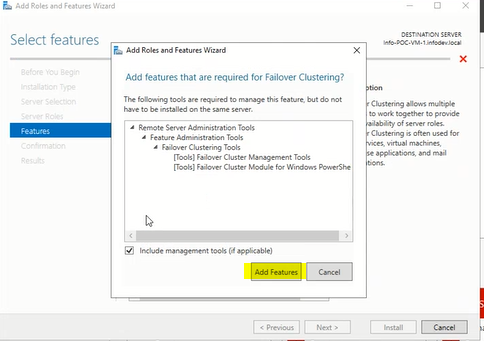 Add Roles and Features Wizard
Select features
DESTINATION SERVER
Info-POC-VM-1.infodev.local
Before You Begin
Installation Type
Server Selection
Server Roles
Features
Confirmation
Results
Add Roles and Features Wizard
Add features that are required for Failover Clustering?
The following tools are required to manage this feature, but do not
have to be installed on the same server.
Remote Server Administration Tools
Feature Administration Tools
Failover Clustering Tools
[Tools] Failover Cluster Management Tools
[Tools] Failover Cluster Module for Windows PowerShe
Include management tools (if applicable)
Add Features
Cancel
ption
r Clustering allows multiple
to work together to provide
vailability of server roles.
r Clustering is often used for
vices, virtual machines,
se applications, and mail
ations.
< Previous
Next >
Install
Cancel